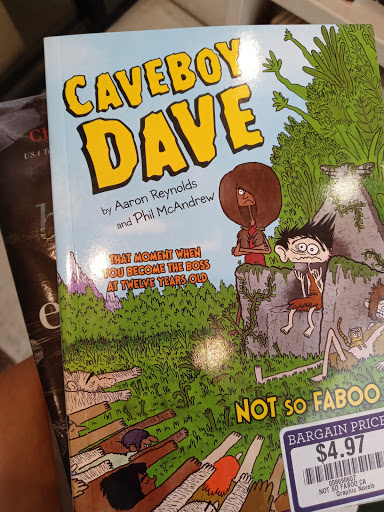 CAVEBOY
DAVE
by Aaron Reynolds
and Phil McAndrew
THAT MOMENT WHEN
YOU BECOME THE BOSS
AT TWELVE YEARS OLD
NOT SO FABOO
BARGAIN PRICE
$4.97
NOT SO FABOO CA
Graphic Novels